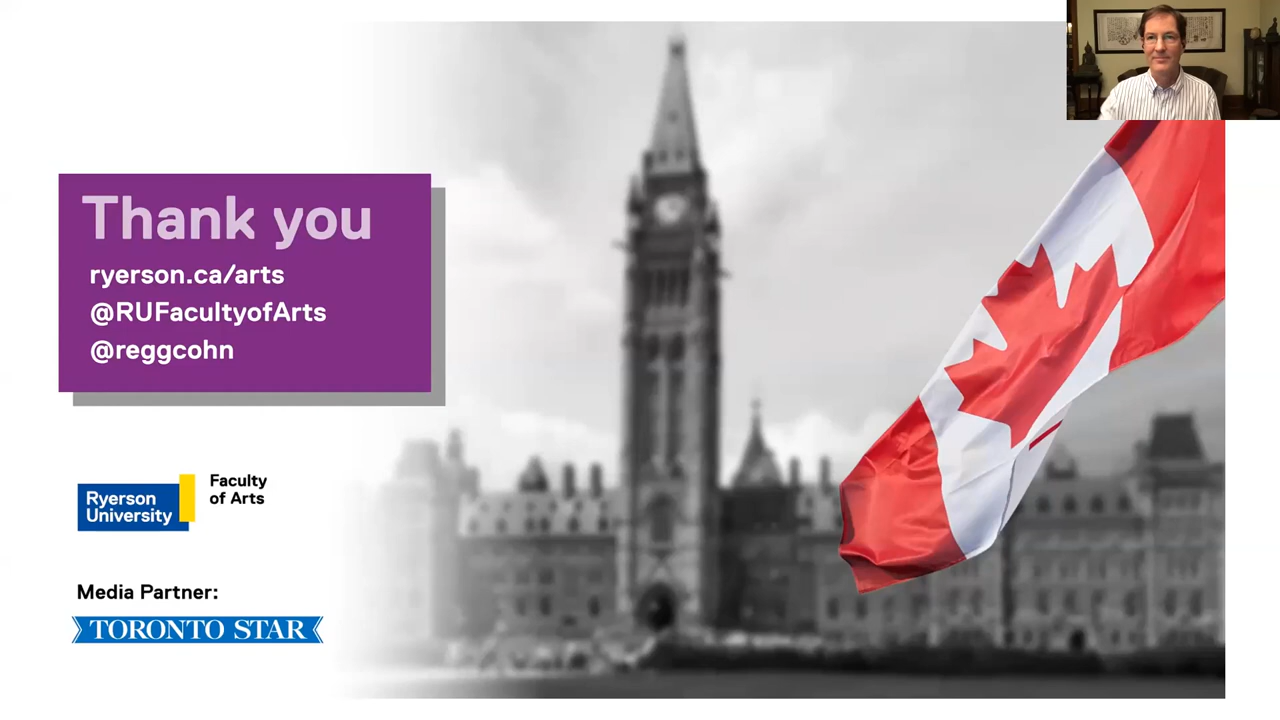 Thank you
ryerson.ca/arts
@RUFacultyofArts
@reggcohn
Ryerson
University
Faculty
of Arts
Media Partner:
TORONTO STAR